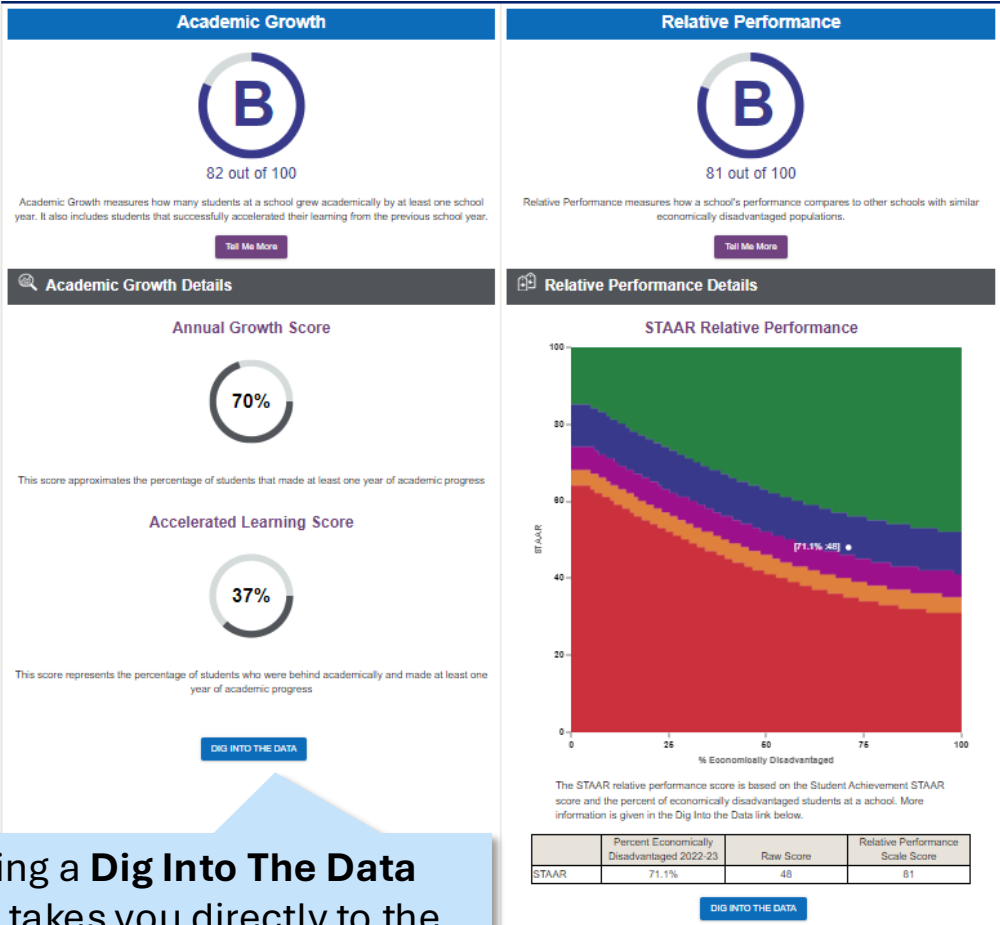 Academic Growth
B
82 out of 100
Academic Growth measures how many students at a school grew academically by at least one school
year. It also includes students that successfully accelerated their learning from the previous school year.
Tell Me More
Academic Growth Details
Annual Growth Score
70%
This score approximates the percentage of students that made at least one year of academic progress
Accelerated Learning Score
37%
This score represents the percentage of students who were behind academically and made at least one
year of academic progress
DIG INTO THE DATA
ing a Dig Into The Data
takes you directly to the
Relative Performance
B
81 out of 100
Relative Performance measures how a school's performance compares to other schools with similar
economically disadvantaged populations.
Tell Me More
Relative Performance Details
STAAR Relative Performance
100
80
60
40
20
0
STAAR
[71.1% :48]
0 25 50 75 100
% Economically Disadvantaged
The STAAR relative performance score is based on the Student Achievement STAAR
score and the percent of economically disadvantaged students at a school. More
information is given in the Dig Into the Data link below.
Percent Economically Disadvantaged 2022-23 Raw Score Relative Performance Scale Score
STAAR 71.1% 48 81
DIG INTO THE DATA